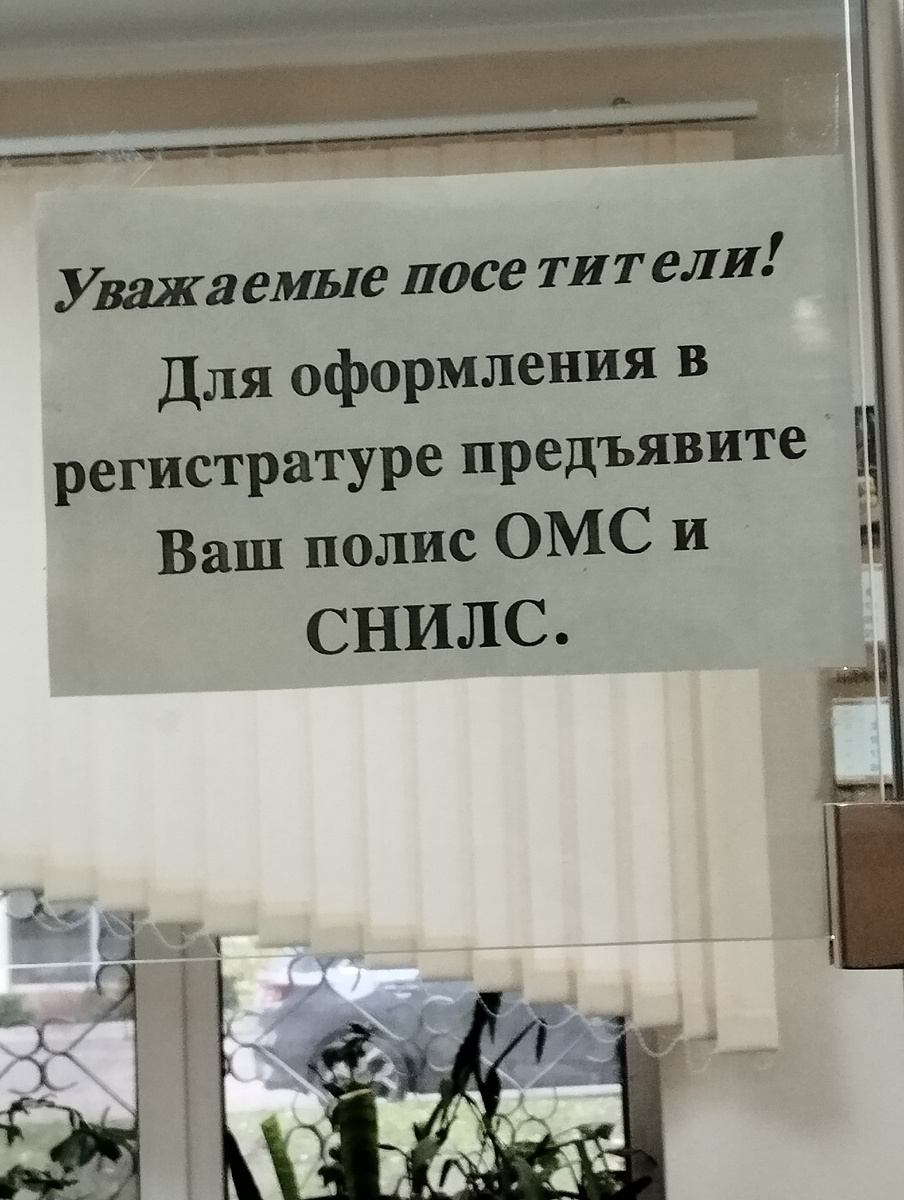 Уважаемые посетители!
Для оформления в
регистратуре предъявите
Ваш полис ОМС и
СНИЛС.